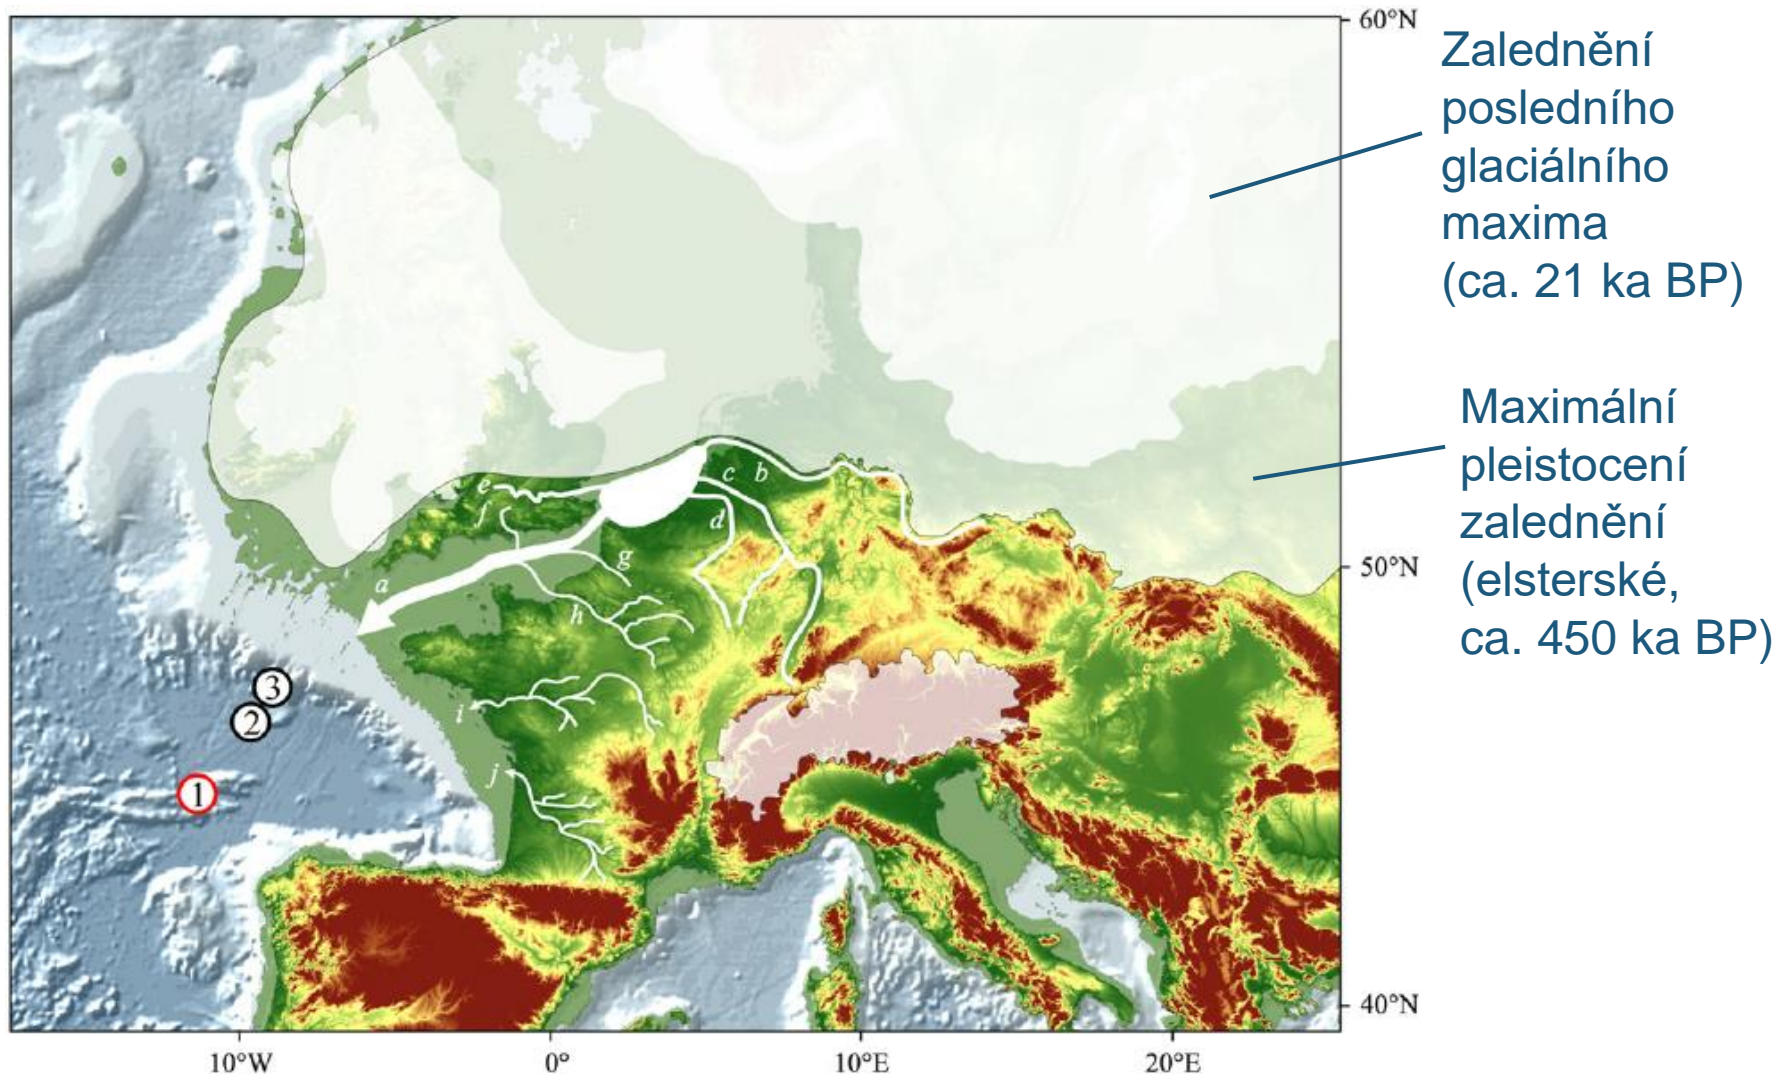 60°N
Zalednění
posledního
glaciálního
maxima
(ca. 21 ka BP)
Maximální
pleistocení
zalednění
(elsterské,
ca. 450 ka BP)
e
f
c
b
d
g
a
h
50°N
3
2
i
j
1
40°N
10°W
0°
10°E
20°E